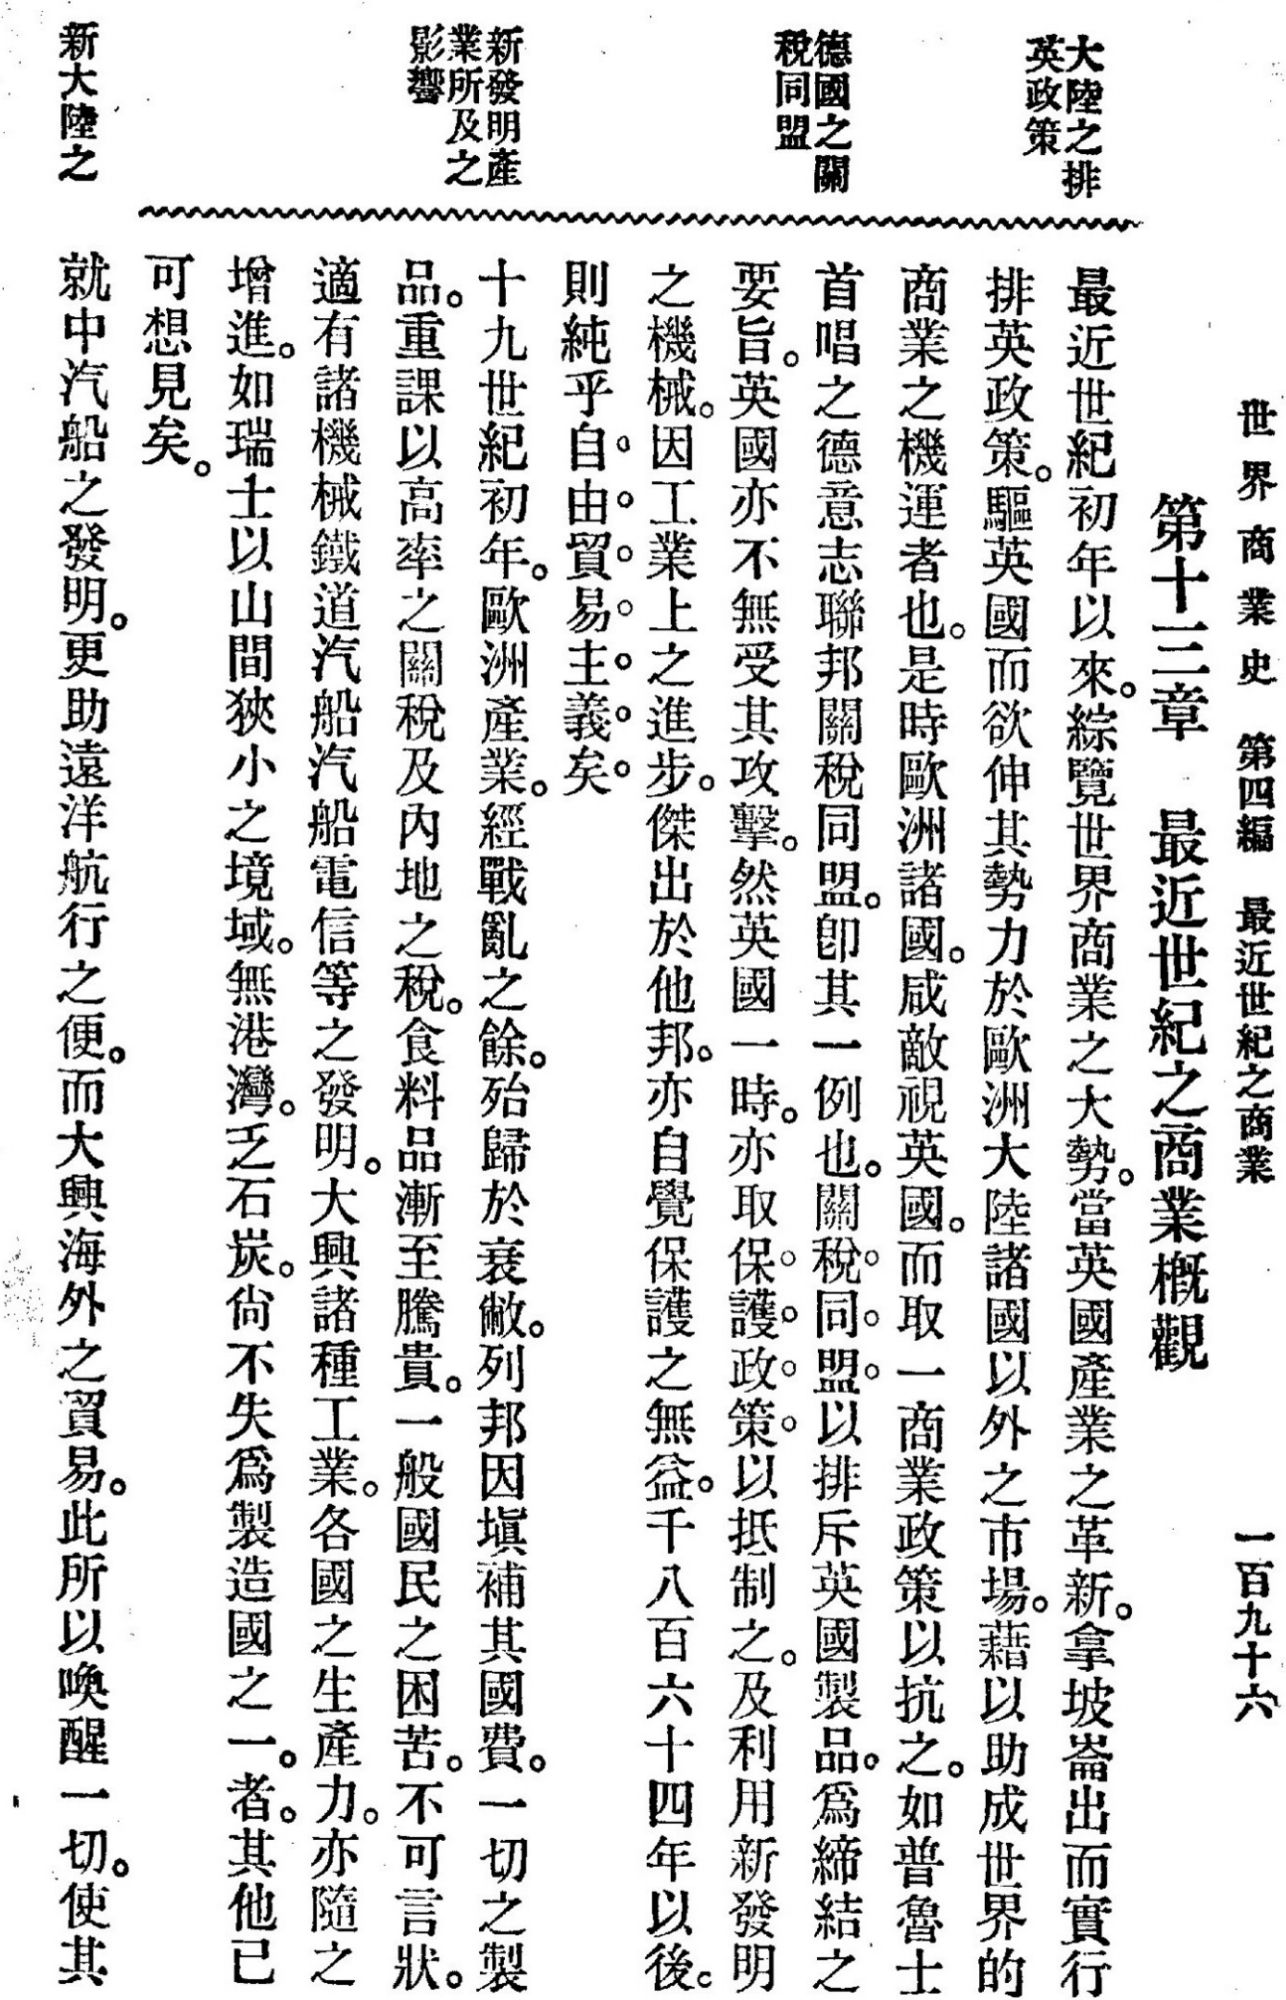 世界商業史　第四編　最近世紀之商業　一百九十六
第十三章　最近世紀之商業槪觀
大陸之排
英政策
最近世紀初年以來。綜覽世界商業之大勢。當英國產業之革新。拿坡崙出而實行
排英政策。驅英國而欲伸其勢力於歐洲大陸諸國以外之市場。藉以助成世界的
商業之機運者也。是時歐洲諸國。咸敵視英國。而取一商業政策以抗之。如普魯士
德國之關
稅同盟
首唱之德意志聯邦關稅同盟。卽其一例也。關稅同盟以排斥英國製品。爲締結之
要旨。英國亦不無受其攻擊。然英國一時。亦取保護政策以抵制之。及利用新發明
之機械。因工業上之進步。傑出於他邦。亦自覺保護之無益。千八百六十四年以後。
則純乎自由貿易主義矣。
新發明產
業所及之
影響
十九世紀初年。歐洲產業。經戰亂之餘。殆歸於衰敝。列邦因塡補其國費。一切之製
品。重課以高率之關稅及內地之稅。食料品漸至騰貴。一般國民之困苦。不可言狀。
適有諸機械鐵道汽船汽船電信等之發明。大興諸種工業。各國之生產力。亦隨之
增進。如瑞士以山間狹小之境域。無港灣。乏石炭。尙不失爲製造國之一。者。其他已
可想見矣。
新大陸之
就中汽船之發明。更助遠洋航行之便。而大興海外之貿易。此所以喚醒一切。使其